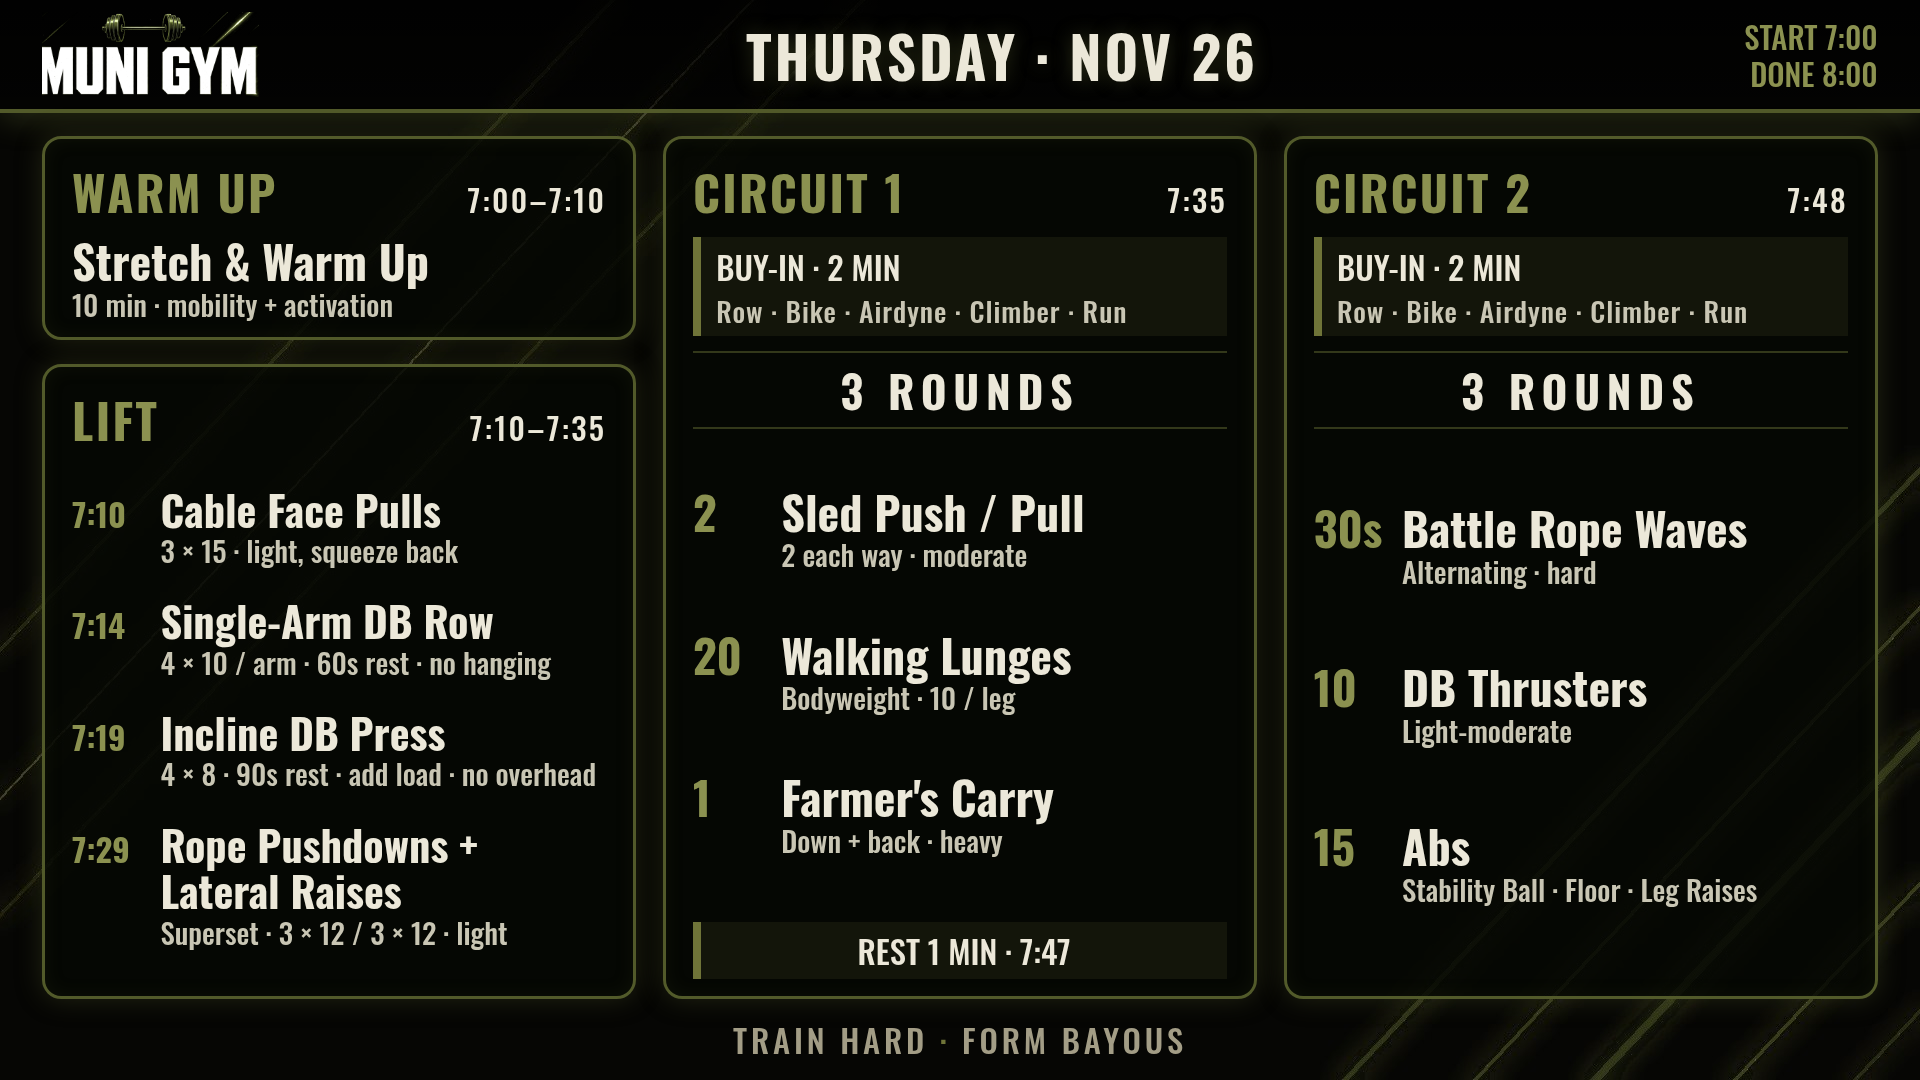 MUNI GYM
THURSDAY · NOV 26
START 7:00
DONE 8:00
WARM UP
7:00–7:10
Stretch & Warm Up
10 min · mobility + activation
LIFT
7:10–7:35
7:10
Cable Face Pulls
3 × 15 · light, squeeze back
7:14
Single-Arm DB Row
4 × 10 / arm · 60s rest · no hanging
7:19
Incline DB Press
4 × 8 · 90s rest · add load · no overhead
7:29
Rope Pushdowns +
Lateral Raises
Superset · 3 × 12 / 3 × 12 · light
CIRCUIT 1
7:35
BUY-IN · 2 MIN
Row · Bike · Airdyne · Climber · Run
3 ROUNDS
2
Sled Push / Pull
2 each way · moderate
20
Walking Lunges
Bodyweight · 10 / leg
1
Farmer's Carry
Down + back · heavy
REST 1 MIN · 7:47
CIRCUIT 2
7:48
BUY-IN · 2 MIN
Row · Bike · Airdyne · Climber · Run
3 ROUNDS
30s
Battle Rope Waves
Alternating · hard
10
DB Thrusters
Light-moderate
15
Abs
Stability Ball · Floor · Leg Raises
TRAIN HARD · FORM BAYOUS